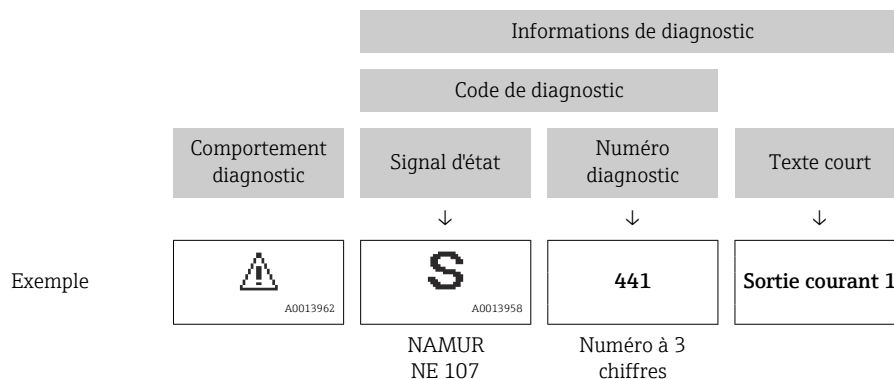 Informations de diagnostic
Code de diagnostic
Comportement
diagnostic
Signal d'état
Numéro
diagnostic
Texte court
↓ ↓ ↓
Exemple
A0013962
S
A0013958
441
Sortie courant 1
NAMUR
NE 107
Numéro à 3
chiffres